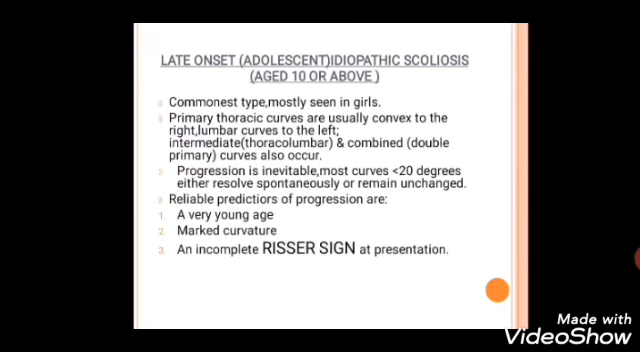 LATE ONSET (ADOLESCENT)IDIOPATHIC SCOLIOSIS
(AGED 10 OR ABOVE )
Commonest type,mostly seen in girls.
Primary thoracic curves are usually convex to the
right,lumbar curves to the left;
intermediate(thoracolumbar) & combined (double
primary) curves also occur.
Progression is inevitable,most curves <20 degrees
either resolve spontaneously or remain unchanged.
Reliable predictiors of progression are:
1. A very young age
2. Marked curvature
3. An incomplete RISSER SIGN at presentation.
Made with
VideoShow